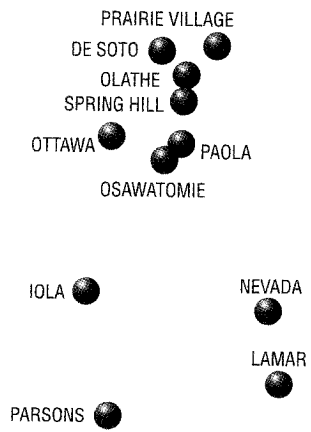 PRAIRIE VILLAGE
DE SOTO
OLATHE
SPRING HILL
OTTAWA
PAOLA
OSAWATOMIE
IOLA
NEVADA
LAMAR
PARSONS